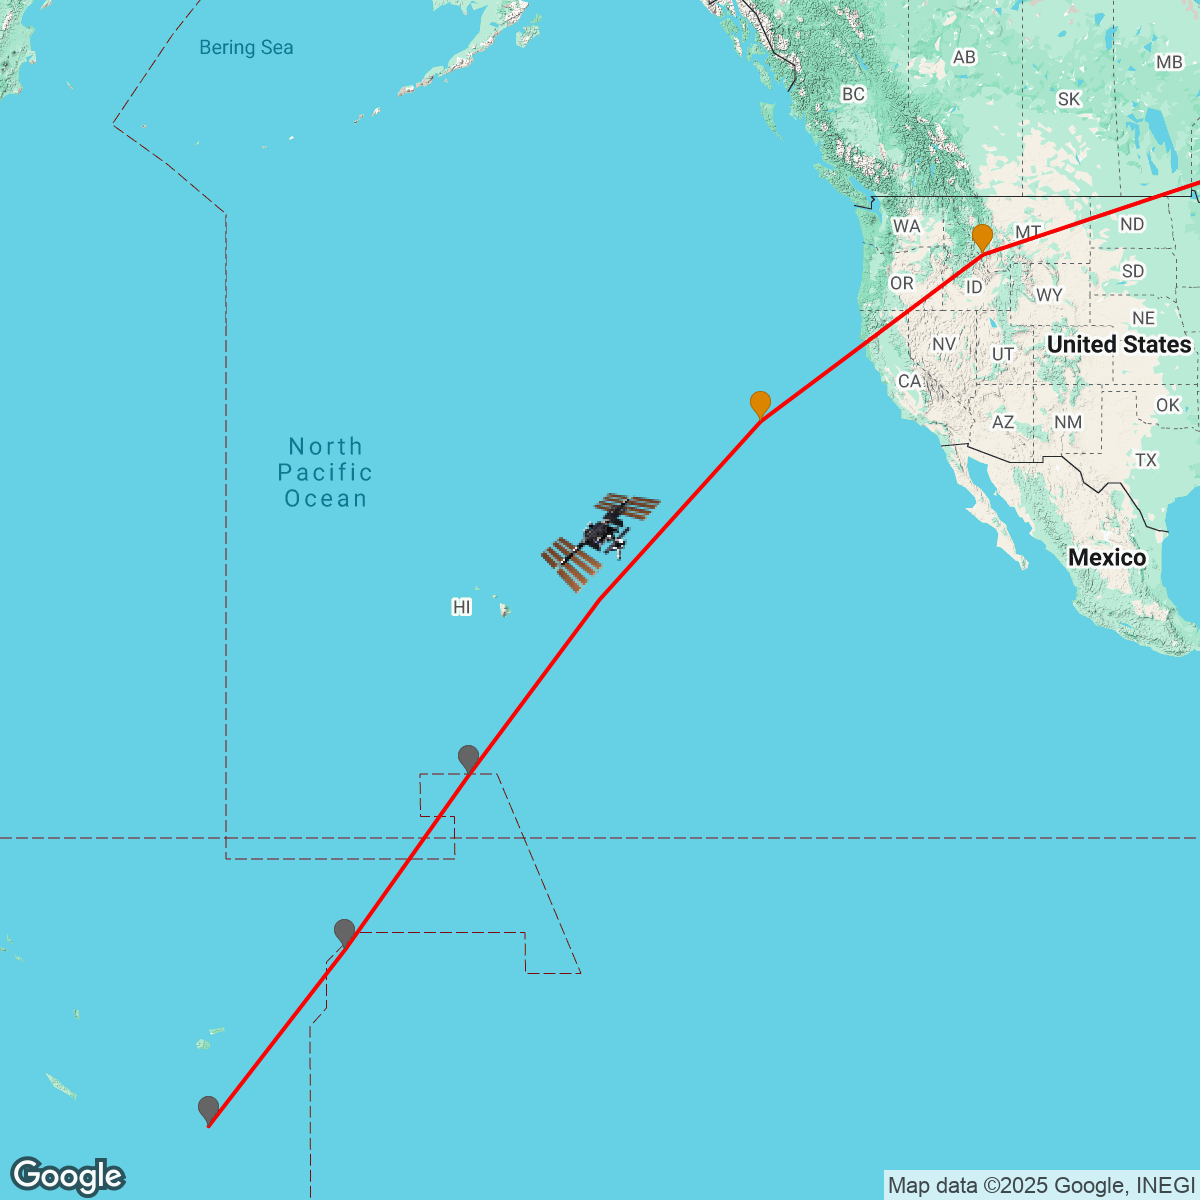 Bering Sea
AB
MB
BC
SK
WA
MT
ND
OR
ID
SD
WY
NE
NV
UT
United States
CA
OK
AZ
NM
North
Pacific
Ocean
TX
Mexico
HI
Google
Map data ©2025 Google, INEGI